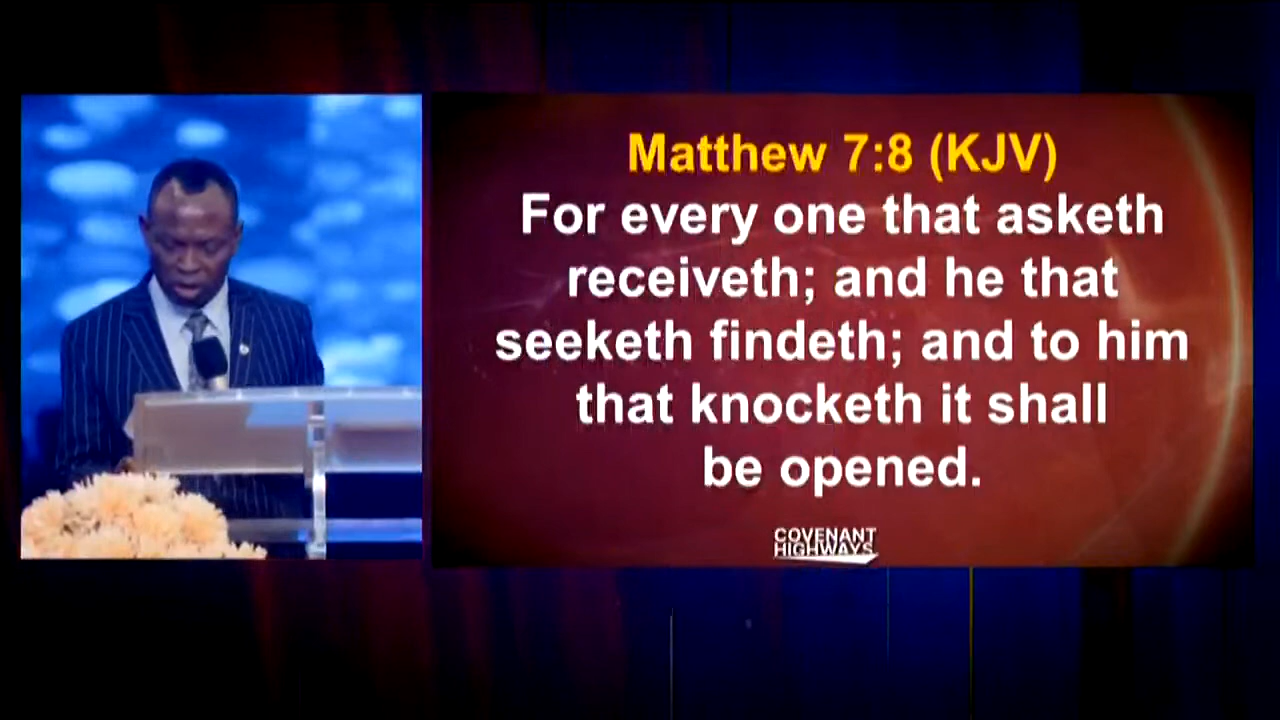 Matthew 7:8 (KJV)
For every one that asketh
receiveth; and he that
seeketh findeth; and to him
that knocketh it shall
be opened.
COVENANT
HIGHWAYS